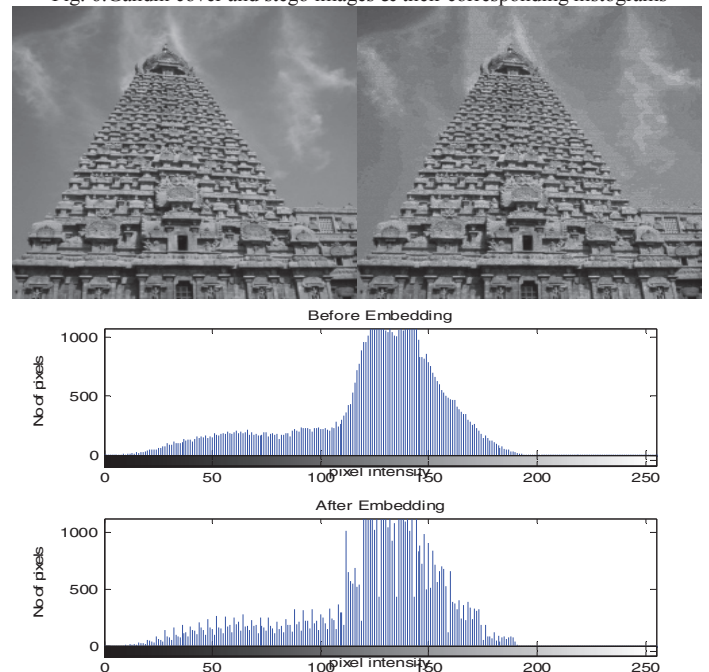 Fig. 6.Gandhi cover and stego images & their corresponding histograms
Before Embedding
1000
500
0
No of pixels
0 50 100 150 200 250
pixel intensity
After Embedding
1000
500
0
No of pixels
0 50 100 150 200 250
pixel intensity